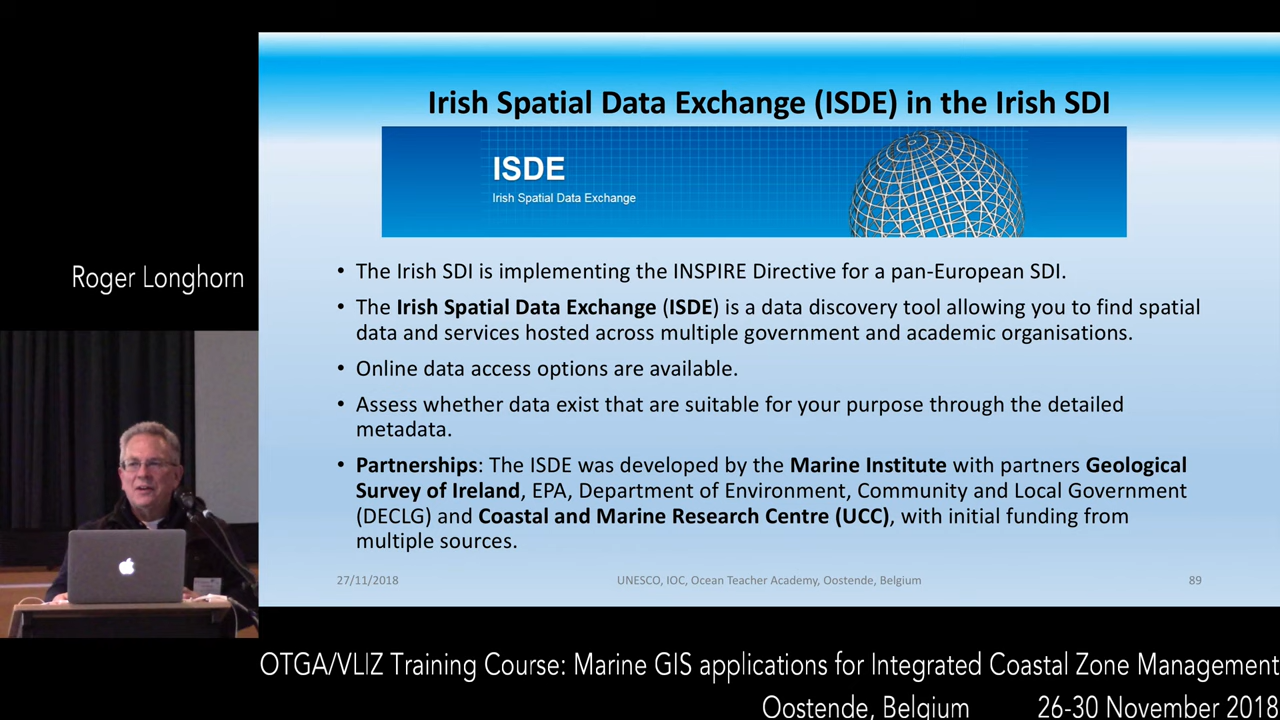 Irish Spatial Data Exchange (ISDE) in the Irish SDI
ISDE
Irish Spatial Data Exchange
• The Irish SDI is implementing the INSPIRE Directive for a pan-European SDI.
• The Irish Spatial Data Exchange (ISDE) is a data discovery tool allowing you to find spatial
data and services hosted across multiple government and academic organisations.
• Online data access options are available.
• Assess whether data exist that are suitable for your purpose through the detailed
metadata.
• Partnerships: The ISDE was developed by the Marine Institute with partners Geological
Survey of Ireland, EPA, Department of Environment, Community and Local Government
(DECLG) and Coastal and Marine Research Centre (UCC), with initial funding from
multiple sources.
27/11/2018 UNESCO, IOC, Ocean Teacher Academy, Oostende, Belgium 89
Roger Longhorn
OTGA/VLIZ Training Course: Marine GIS applications for Integrated Coastal Zone Management
Oostende, Belgium 26-30 November 2018